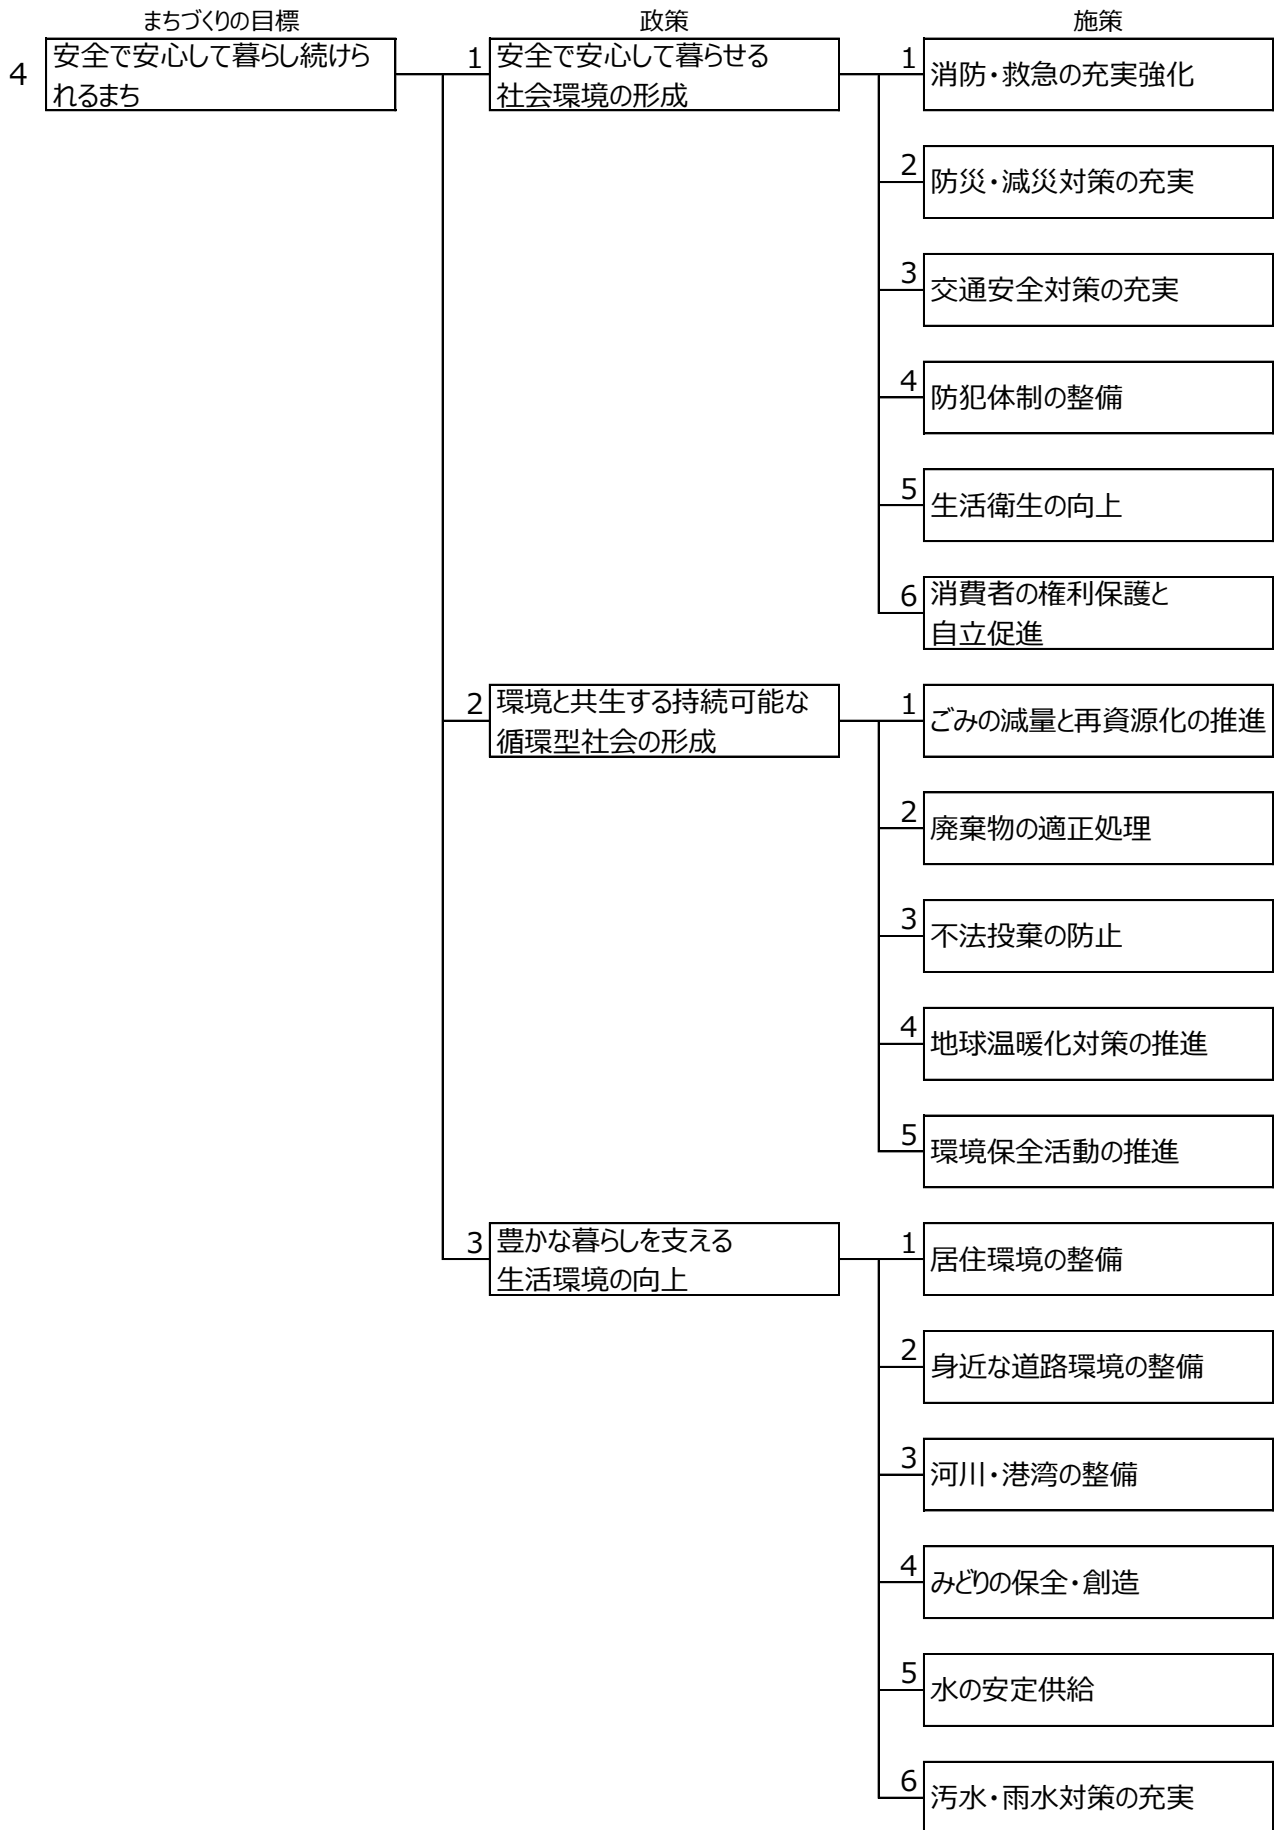 まちづくりの目標
政策
施策
4
安全で安心して暮らし続けら
れるまち
1
安全で安心して暮らせる
社会環境の形成
1
消防・救急の充実強化
2
防災・減災対策の充実
3
交通安全対策の充実
4
防犯体制の整備
5
生活衛生の向上
6
消費者の権利保護と
自立促進
2
環境と共生する持続可能な
循環型社会の形成
1
ごみの減量と再資源化の推進
2
廃棄物の適正処理
3
不法投棄の防止
4
地球温暖化対策の推進
5
環境保全活動の推進
3
豊かな暮らしを支える
生活環境の向上
1
居住環境の整備
2
身近な道路環境の整備
3
河川・港湾の整備
4
みどりの保全・創造
5
水の安定供給
6
汚水・雨水対策の充実